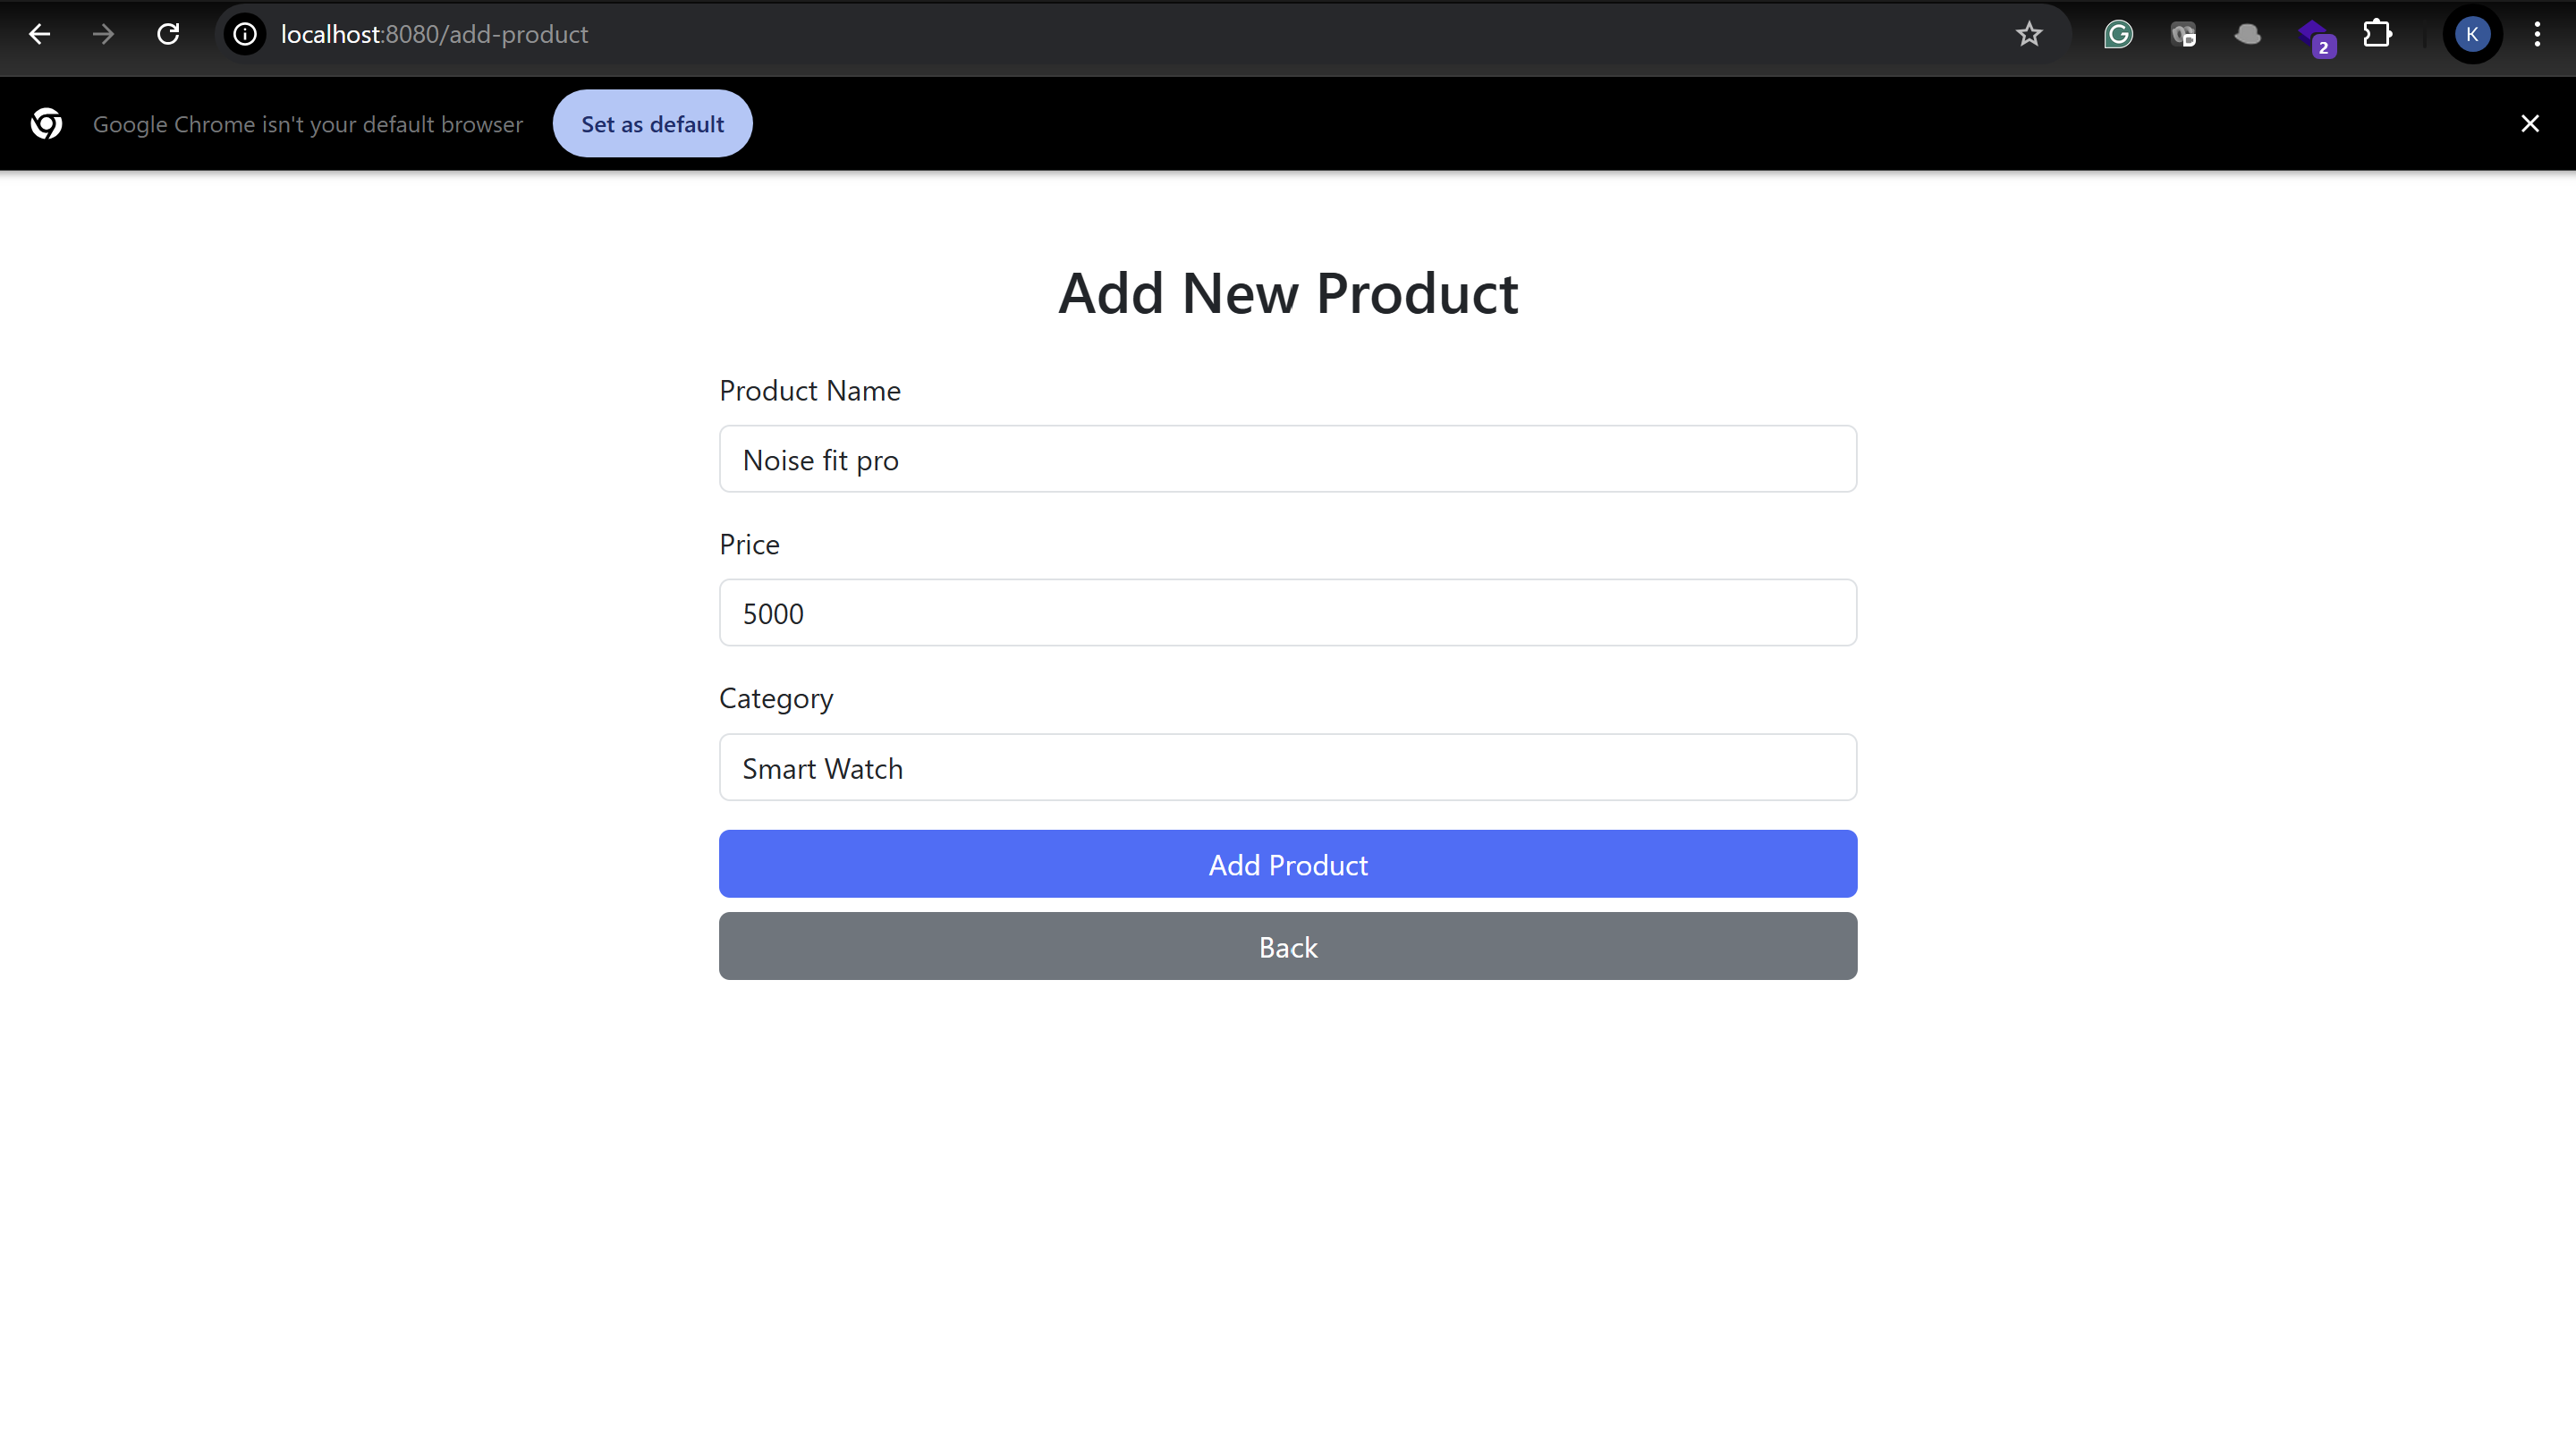 localhost:8080/add-product
2
K
Google Chrome isn't your default browser
Set as default
Add New Product
Product Name
Noise fit pro
Price
5000
Category
Smart Watch
Add Product
Back